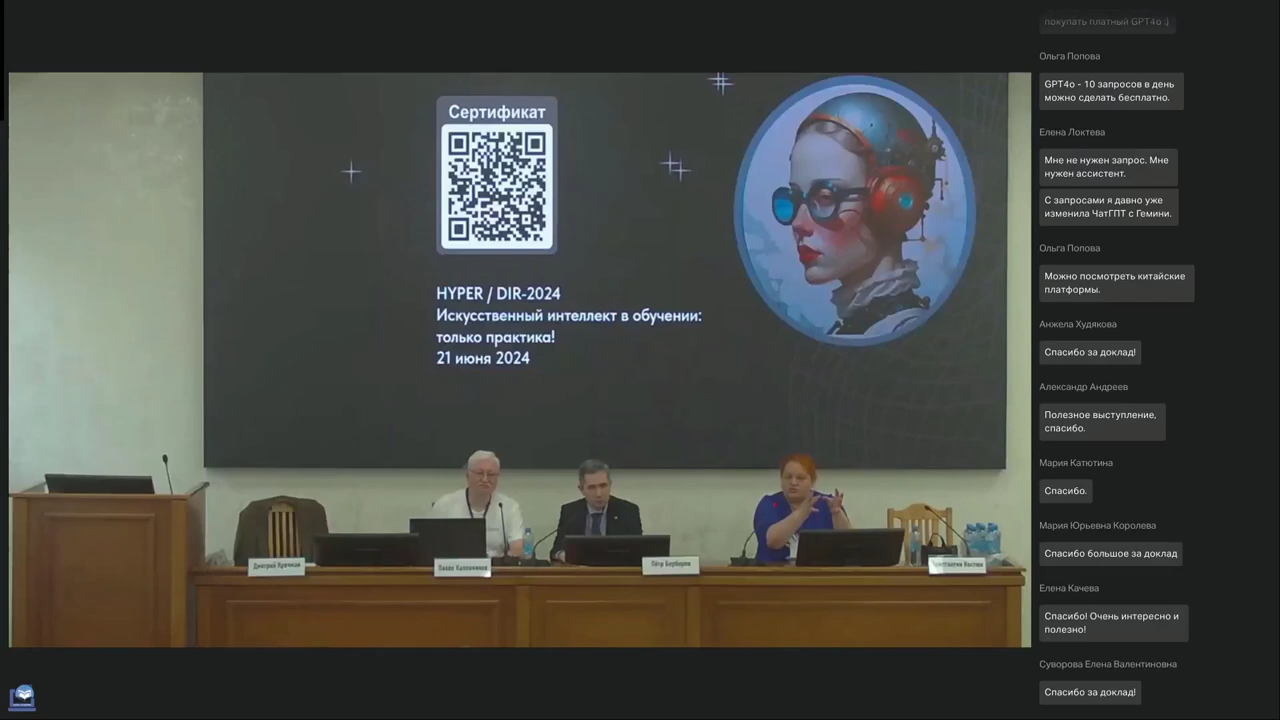 Сертификат
HYPER / DIR-2024
Искусственный интеллект в обучении:
только практика!
21 июня 2024
Павел Калашников
Пётр Берберов
покупать платный GPT4o :)
Ольга Попова
GPT4o - 10 запросов в день
можно сделать бесплатно.
Елена Локтева
Мне не нужен запрос. Мне
нужен ассистент.
С запросами я давно уже
изменила ЧатГПТ с Гемини.
Ольга Попова
Можно посмотреть китайские
платформы.
Анжела Худякова
Спасибо за доклад!
Александр Андреев
Полезное выступление,
спасибо.
Мария Катютина
Спасибо.
Мария Юрьевна Королева
Спасибо большое за доклад
Елена Качева
Спасибо! Очень интересно и
полезно!
Суворова Елена Валентиновна
Спасибо за доклад!